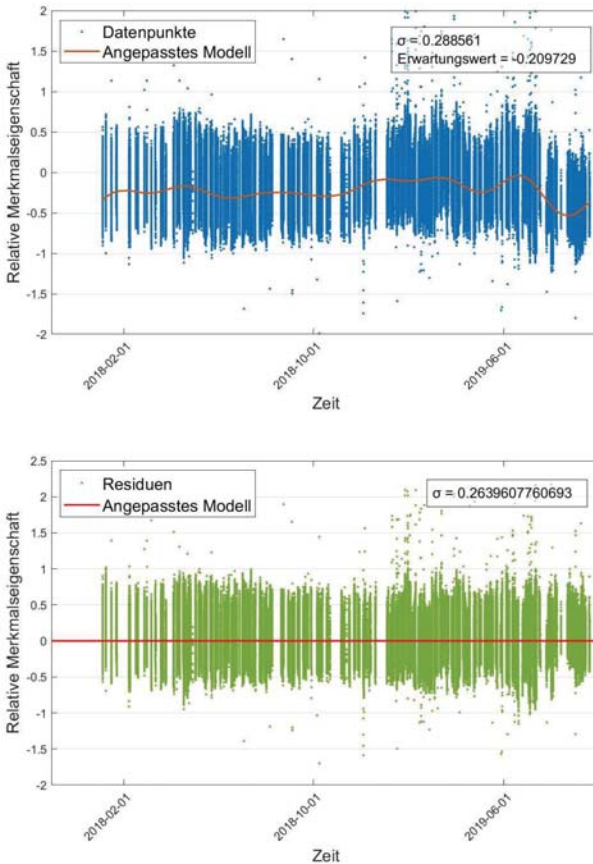 2
1.5
1
0.5
0
-0.5
-1
-1.5
-2
Relative Merkmalseigenschaft
Datenpunkte
Angepasstes Modell
σ = 0.288561
Erwartungswert = -0.209729
2018-02-01
2018-10-01
2019-06-01
Zeit
2.5
2
1.5
1
0.5
0
-0.5
-1
-1.5
-2
Relative Merkmalseigenschaft
Residuen
Angepasstes Modell
σ = 0.2639607760693
2018-02-01
2018-10-01
2019-06-01
Zeit